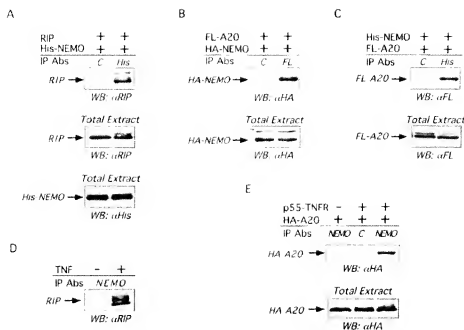 A
RIP + +
His-NEMO + +
IP Abs C His
RIP
WB: αRIP
Total Extract
RIP
WB: αRIP
Total Extract
His-NEMO
WB: αHis
B
FL-A20 + +
HA-NEMO + +
IP Abs C FL
HA-NEMO
WB: αHA
Total Extract
HA-NEMO
WB: αHA
C
His-NEMO + +
FL-A20 + +
IP Abs C His
FL A20
WB: αFL
Total Extract
FL-A20
WB: αFL
D
TNF - +
IP Abs NEMO
RIP
WB: αRIP
E
p55-TNFR - + +
HA-A20 + + +
IP Abs NEMO C NEMO
HA A20
WB: αHA
Total Extract
HA A20
WB: αHA